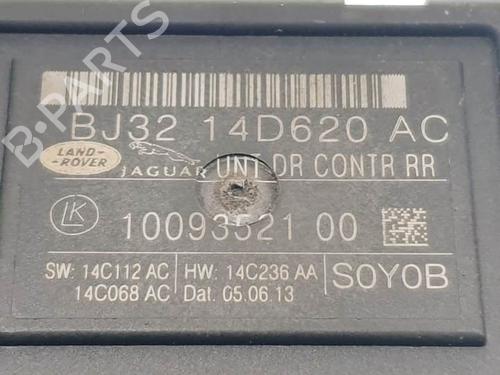 B-PARTS
BJ32 14D620 AC
LAND-
ROVER
JAGUAR UNT DR CONTR RR
LK 10093521 00
SW: 14C112 AC HW: 14C236 AA SOYOB
14C068 AC Dat. 05.06.13